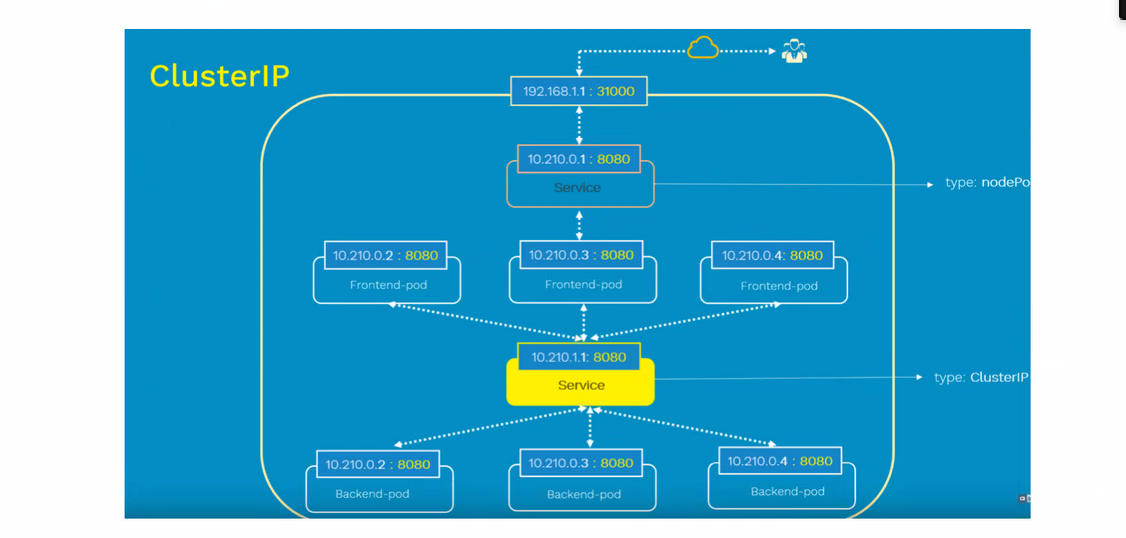 ClusterIP
192.168.1.1 : 31000
10.210.0.1 : 8080
Service
type: nodePo
10.210.0.2 : 8080
10.210.0.3 : 8080
10.210.0.4: 8080
Frontend-pod
Frontend-pod
Frontend-pod
10.210.1.1: 8080
Service
type: ClusterIP
10.210.0.2 : 8080
10.210.0.3 : 8080
10.210.0.4 : 8080
Backend-pod
Backend-pod
Backend-pod